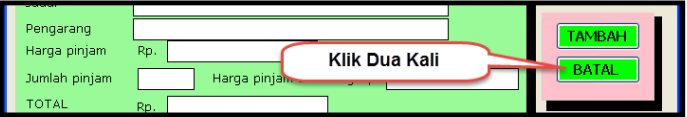 Pengarang
Harga pinjam Rp.
Klik Dua Kali
Jumlah pinjam Harga pinjam
TOTAL Rp.
TAMBAH
BATAL